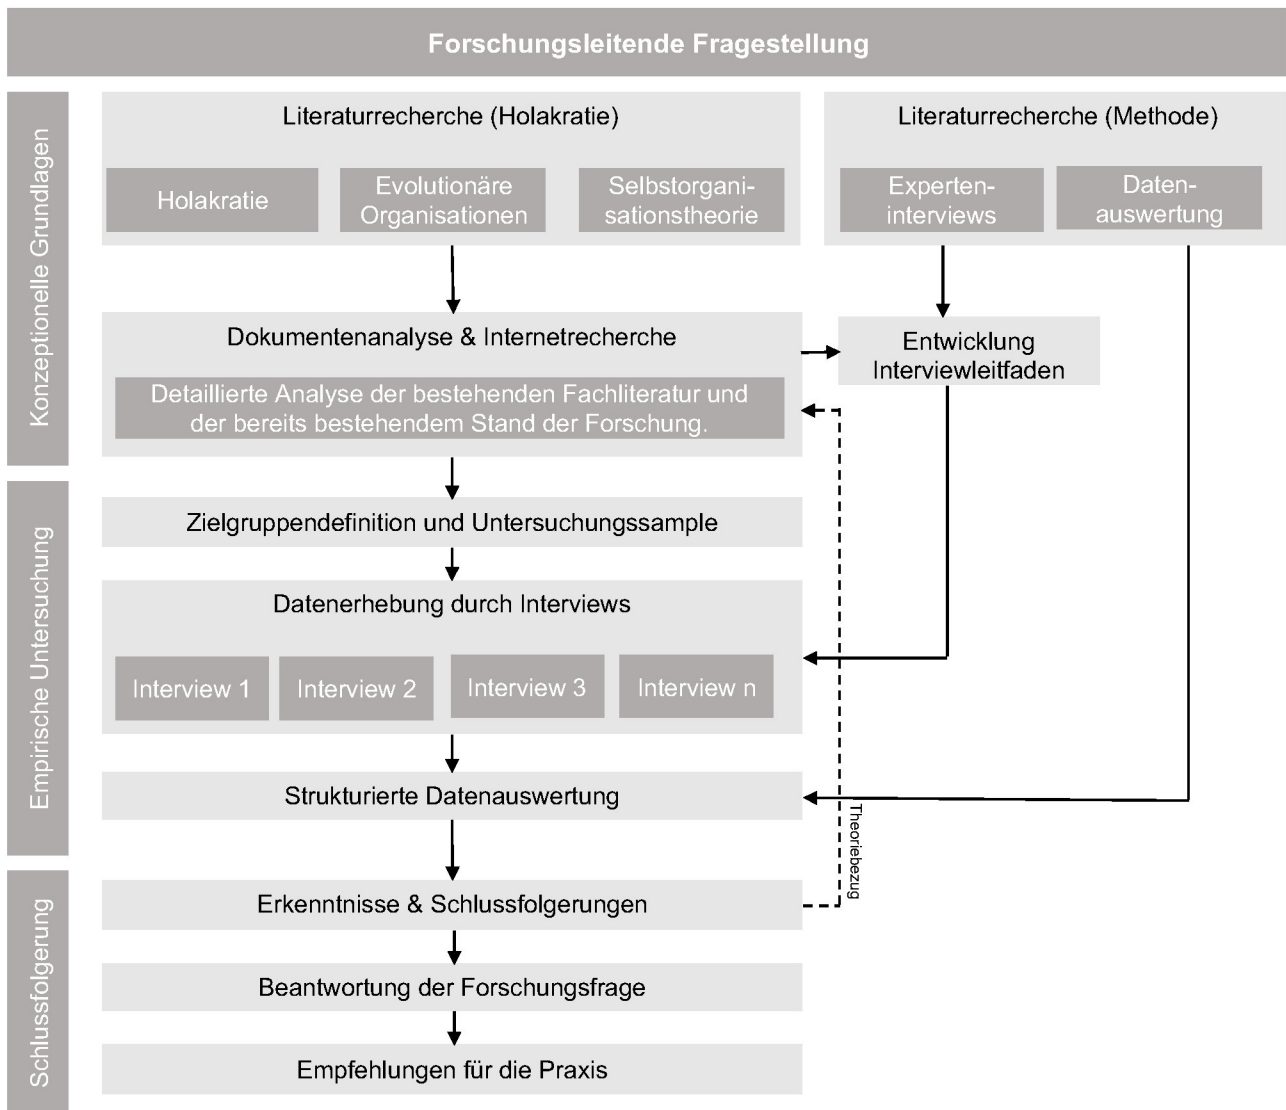 Forschungsleitende Fragestellung
Konzeptionelle Grundlagen
Literaturrecherche (Holakratie)
Holakratie
Evolutionäre
Organisationen
Selbstorgani-
sationstheorie
Literaturrecherche (Methode)
Experten-
interviews
Daten-
auswertung
Dokumentenanalyse & Internetrecherche
Detaillierte Analyse der bestehenden Fachliteratur und
der bereits bestehendem Stand der Forschung.
Entwicklung
Interviewleitfaden
Empirische Untersuchung
Zielgruppendefinition und Untersuchungssample
Datenerhebung durch Interviews
Interview 1
Interview 2
Interview 3
Interview n
Strukturierte Datenauswertung
Theoriebezug
Schlussfolgerung
Erkenntnisse & Schlussfolgerungen
Beantwortung der Forschungsfrage
Empfehlungen für die Praxis